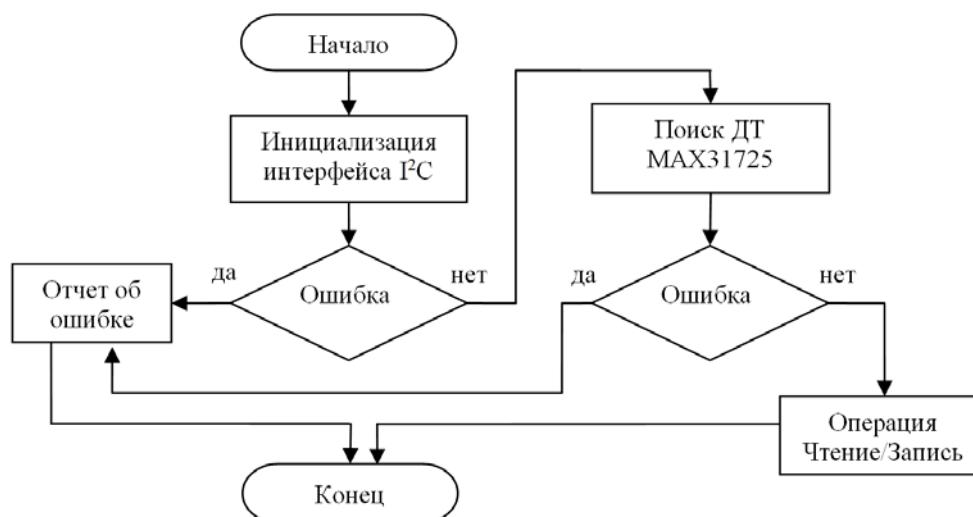 Начало
Инициализация
интерфейса I²C
Поиск ДТ
MAX31725
да
Ошибка
нет
да
Ошибка
нет
Отчет об
ошибке
Операция
Чтение/Запись
Конец